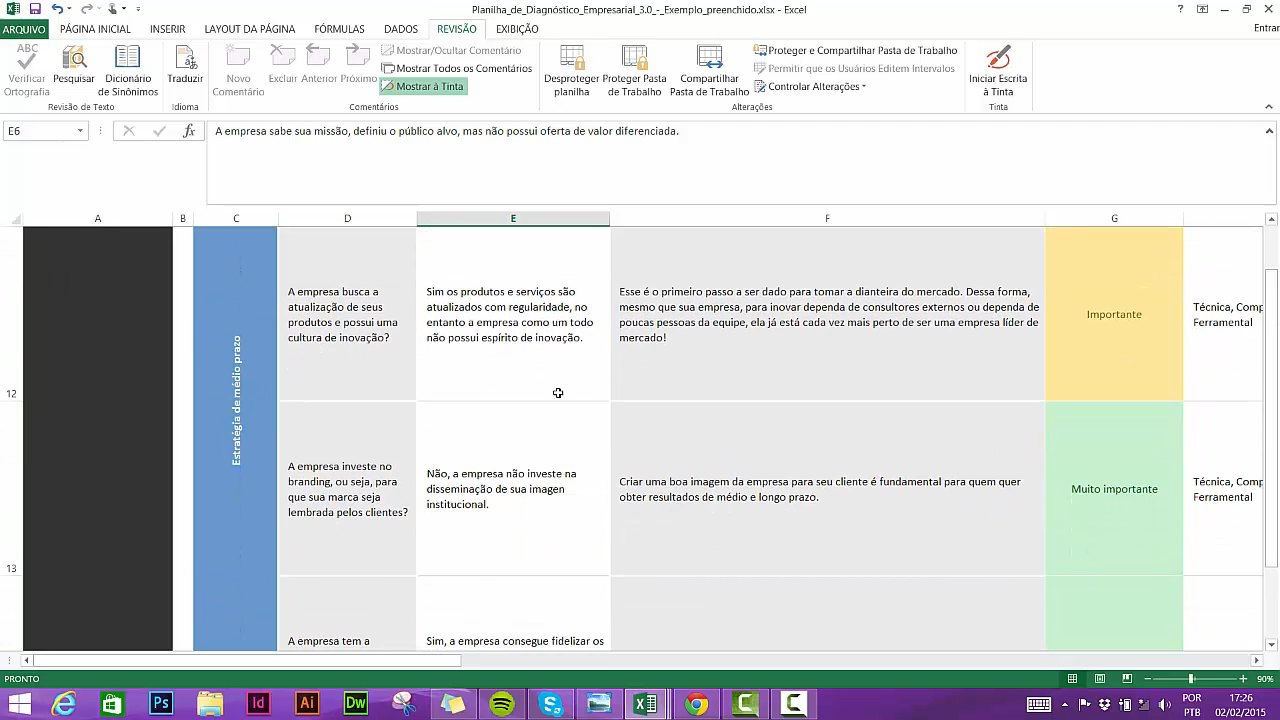 Planilha_de_Diagnóstico_Empresarial_3.0_-_Exemplo_preenchido.xlsx - Excel
ARQUIVO PÁGINA INICIAL INSERIR LAYOUT DA PÁGINA FÓRMULAS DADOS REVISÃO EXIBIÇÃO Entrar
ABC
Verificar Ortografia
Pesquisar
Dicionário de Sinônimos
Traduzir
Novo Comentário
Excluir Anterior Próximo
Mostrar/Ocultar Comentário
Mostrar Todos os Comentários
Mostrar à Tinta
Desproteger planilha
Proteger Pasta de Trabalho
Compartilhar Pasta de Trabalho
Proteger e Compartilhar Pasta de Trabalho
Permitir que os Usuários Editem Intervalos
Controlar Alterações
Iniciar Escrita à Tinta
Revisão de Texto Idioma Comentários Alterações Tinta
E6 fx A empresa sabe sua missão, definiu o público alvo, mas não possui oferta de valor diferenciada.
A B C D E F G
12
Estratégia de médio prazo
A empresa busca a
atualização de seus
produtos e possui uma
cultura de inovação?
Sim os produtos e serviços são
atualizados com regularidade, no
entanto a empresa como um todo
não possui espírito de inovação.
Esse é o primeiro passo a ser dado para tomar a dianteira do mercado. Dessa forma,
mesmo que sua empresa, para inovar dependa de consultores externos ou dependa de
poucas pessoas da equipe, ela já está cada vez mais perto de ser uma empresa líder de
mercado!
Importante
Técnica, Comp
Ferramental
13
A empresa investe no
branding, ou seja, para
que sua marca seja
lembrada pelos clientes?
Não, a empresa não investe na
disseminação de sua imagen
institucional.
Criar uma boa imagem da empresa para seu cliente é fundamental para quem quer
obter resultados de médio e longo prazo.
Muito importante
Técnica, Comp
Ferramental
A empresa tem a
Sim, a empresa consegue fidelizar os
PRONTO
90%
Ps Id Ai Dw
POR
PTB
17:26
02/02/2015